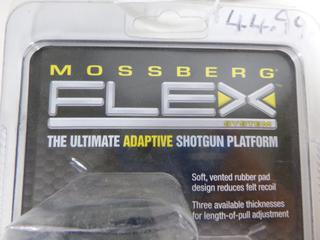 44.99
MOSSBERG
FLEX
SYSTEM
THE ULTIMATE ADAPTIVE SHOTGUN PLATFORM
Soft, vented rubber pad
design reduces felt recoil
Three available thicknesses
for length-of-pull adjustment